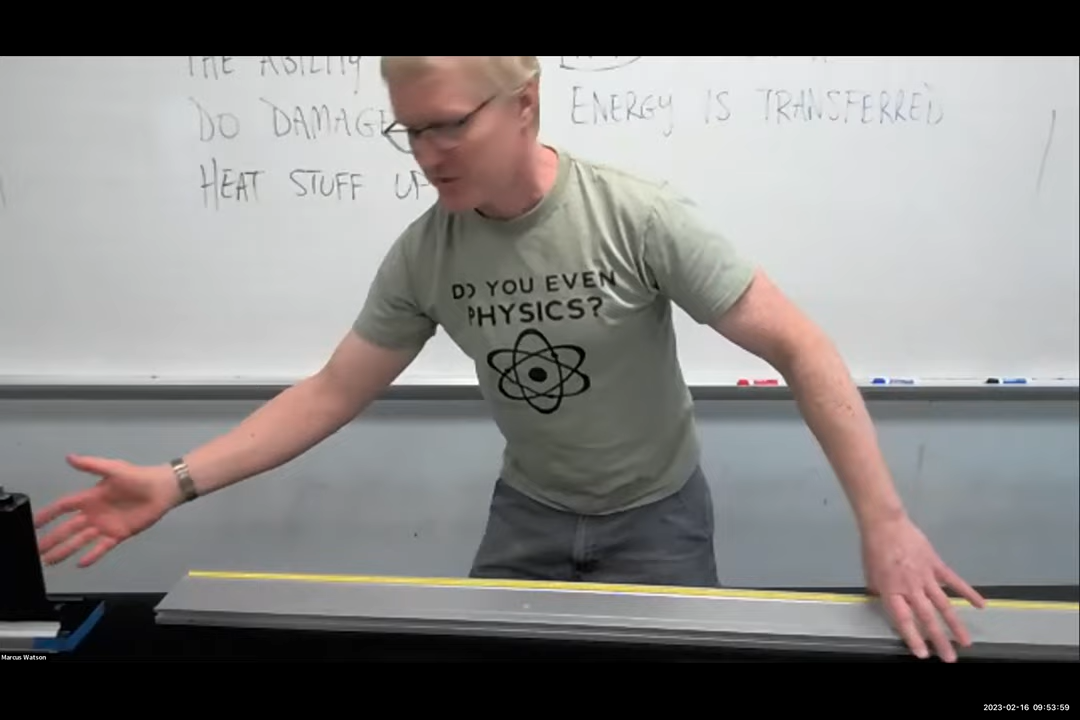 THE ABILITY
DO DAMAGE
ENERGY IS TRANSFERRED
HEAT STUFF UP
DO YOU EVEN
PHYSICS?
Marcus Watson
2023-02-16 09:53:59